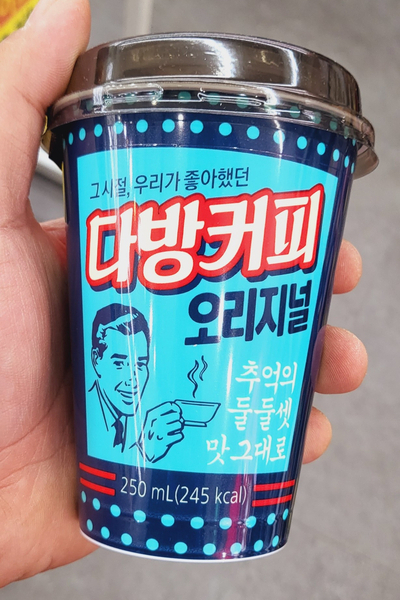 그시절, 우리가 좋아했던
다방커피
오리지널
추억의
둘둘셋
맛그대로
250 mL(245 kcal)